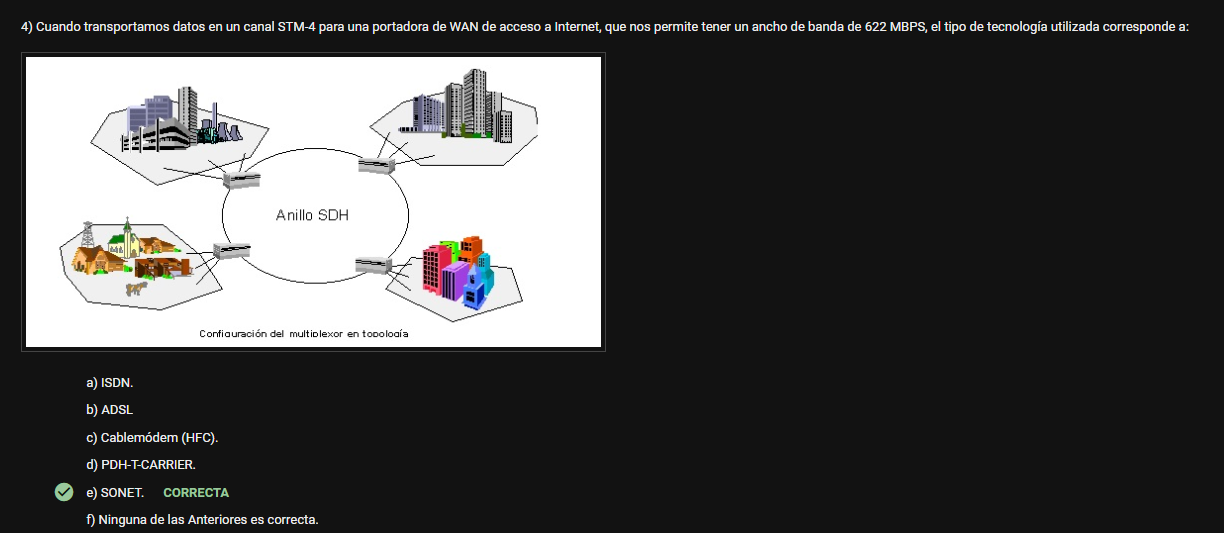 4) Cuando transportamos datos en un canal STM-4 para una portadora de WAN de acceso a Internet, que nos permite tener un ancho de banda de 622 MBPS, el tipo de tecnología utilizada corresponde a:
Anillo SDH
Configuración del multiplexor en topología
a) ISDN.
b) ADSL
c) Cablemódem (HFC).
d) PDH-T-CARRIER.
e) SONET. CORRECTA
f) Ninguna de las Anteriores es correcta.